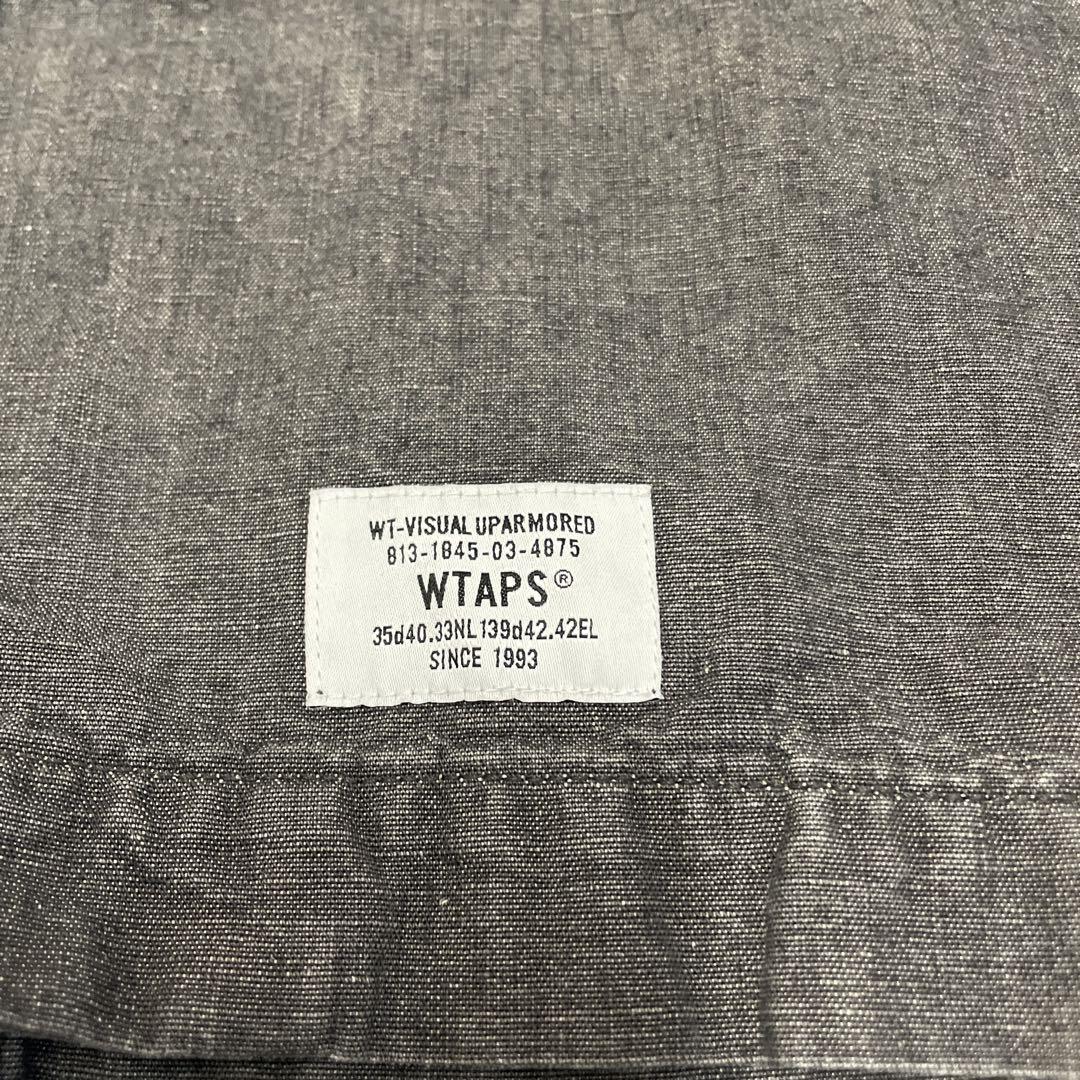 WT-VISUAL UPARMORED
813-1845-03-4875
WTAPS®
35d40.33NL139d42.42EL
SINCE 1993